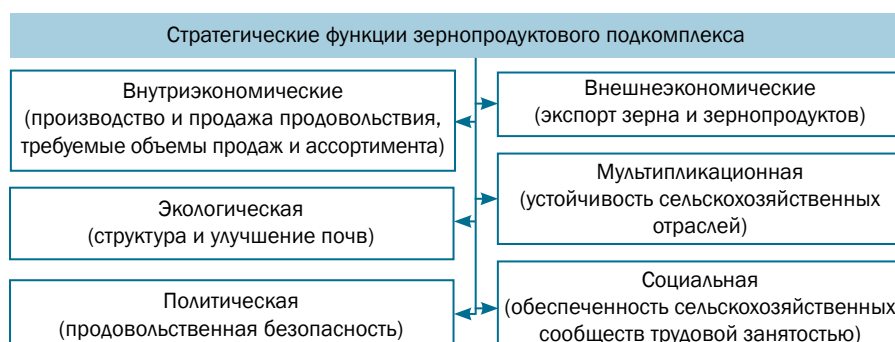 Стратегические функции зернопродуктового подкомплекса
Внутриэкономические
(производство и продажа продовольствия,
требуемые объемы продаж и ассортимента)
Внешнеэкономические
(экспорт зерна и зернопродуктов)
Экологическая
(структура и улучшение почв)
Мультипликационная
(устойчивость сельскохозяйственных
отраслей)
Политическая
(продовольственная безопасность)
Социальная
(обеспеченность сельскохозяйственных
сообществ трудовой занятостью)